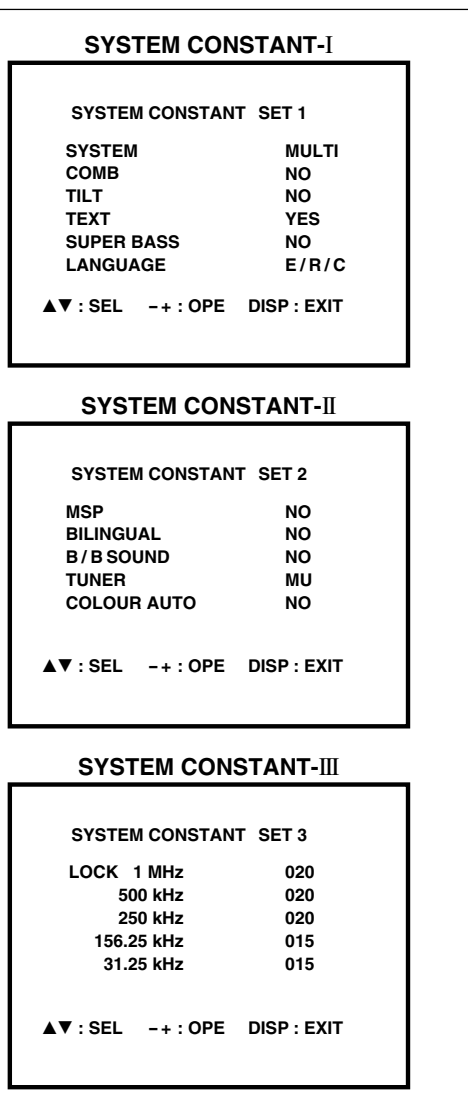 SYSTEM CONSTANT-Ⅰ
SYSTEM CONSTANT SET 1
SYSTEM MULTI
COMB NO
TILT NO
TEXT YES
SUPER BASS NO
LANGUAGE E / R / C
▲▼ : SEL −+ : OPE DISP : EXIT
SYSTEM CONSTANT-Ⅱ
SYSTEM CONSTANT SET 2
MSP NO
BILINGUAL NO
B / B SOUND NO
TUNER MU
COLOUR AUTO NO
▲▼ : SEL −+ : OPE DISP : EXIT
SYSTEM CONSTANT-Ⅲ
SYSTEM CONSTANT SET 3
LOCK 1 MHz 020
500 kHz 020
250 kHz 020
156.25 kHz 015
31.25 kHz 015
▲▼ : SEL −+ : OPE DISP : EXIT